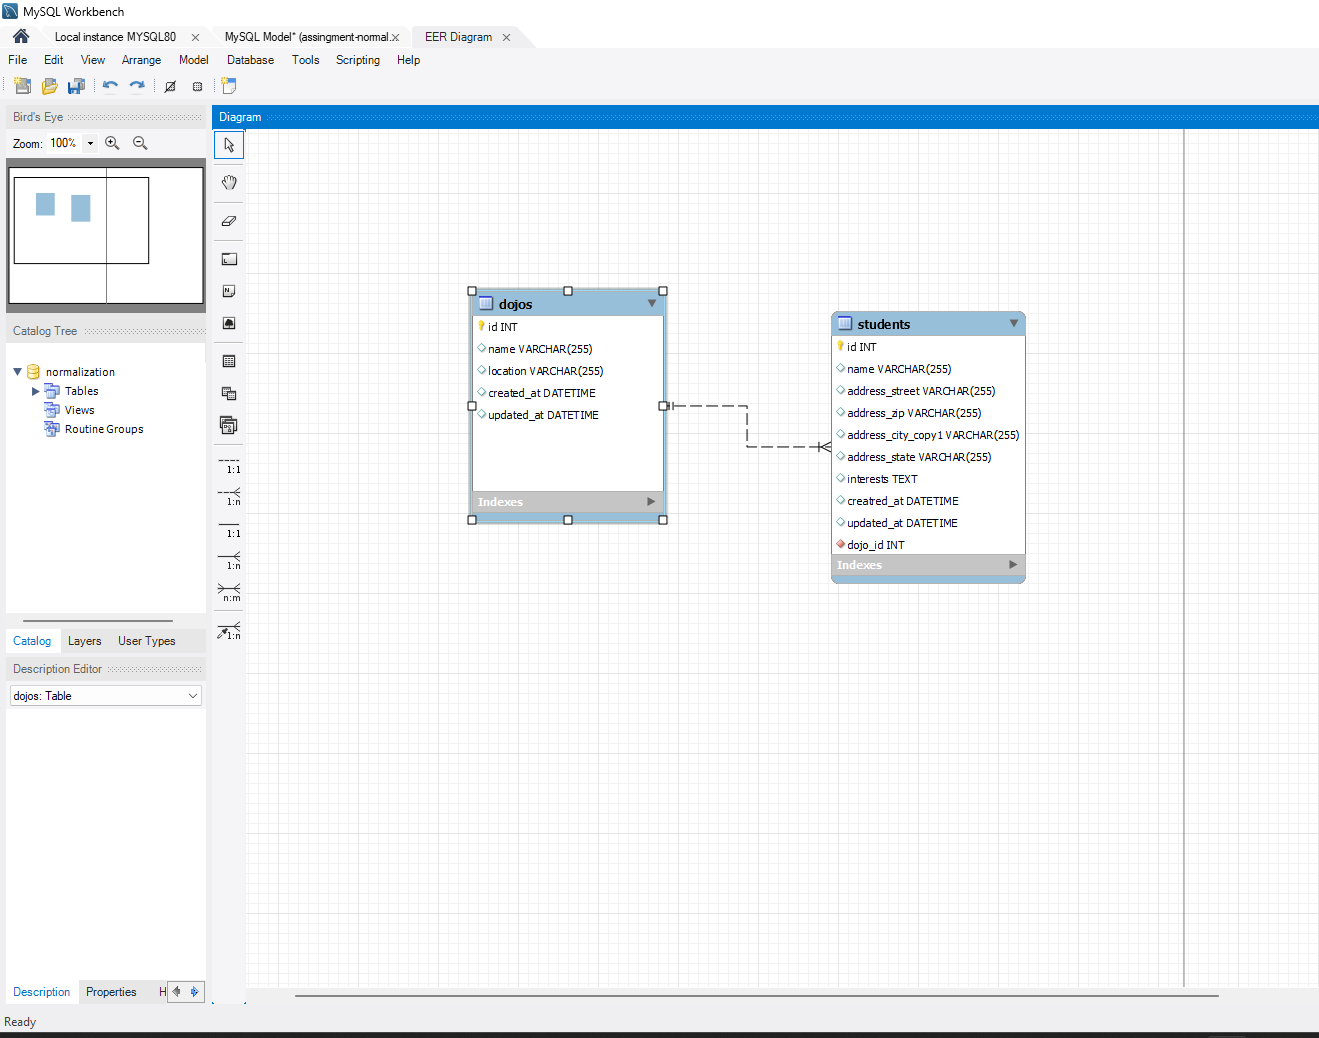 MySQL Workbench
Local instance MYSQL80
MySQL Model* (assingment-normal.
EER Diagram
File Edit View Arrange Model Database Tools Scripting Help
Bird's Eye
Diagram
Zoom: 100%
Catalog Tree
normalization
Tables
Views
Routine Groups
1:1
1:n
1:1
1:n
n:m
1:n
dojos
id INT
name VARCHAR(255)
location VARCHAR(255)
created_at DATETIME
updated_at DATETIME
Indexes
students
id INT
name VARCHAR(255)
address_street VARCHAR(255)
address_zip VARCHAR(255)
address_city_copy1 VARCHAR(255)
address_state VARCHAR(255)
interests TEXT
creatred_at DATETIME
updated_at DATETIME
dojo_id INT
Indexes
Catalog Layers User Types
Description Editor
dojos: Table
Description Properties H
Ready